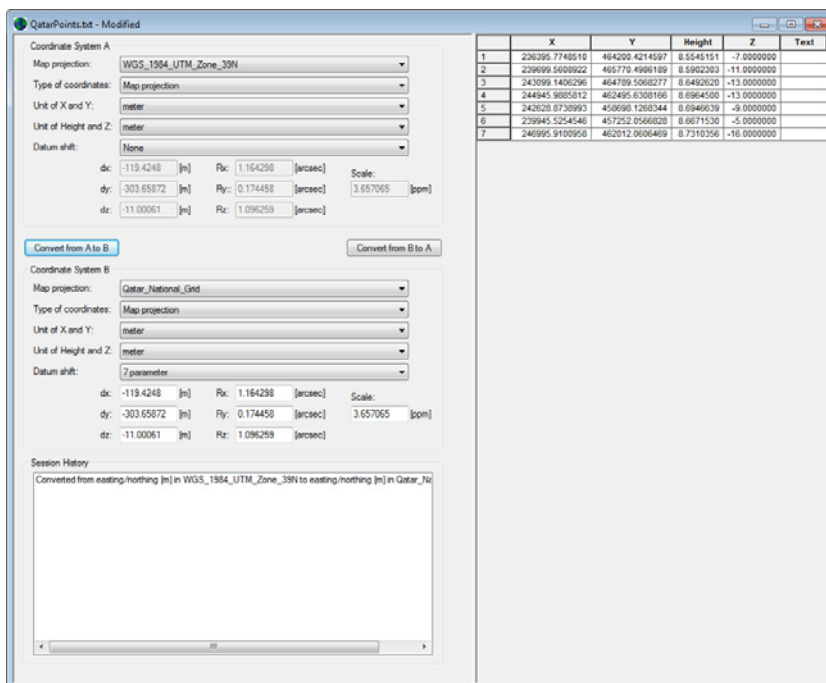 QatarPoints.txt - Modified
Coordinate System A
Map projection: WGS_1984_UTM_Zone_39N
Type of coordinates: Map projection
Unit of X and Y: meter
Unit of Height and Z: meter
Datum shift: None
dx: -119.4248 [m] Rx: 1.164298 [arcsec] Scale:
dy: -303.65872 [m] Ry:: 0.174458 [arcsec] 3.657065 [ppm]
dz: -11.00061 [m] Rz: 1.096259 [arcsec]
Convert from A to B Convert from B to A
Coordinate System B
Map projection: Qatar_National_Grid
Type of coordinates: Map projection
Unit of X and Y: meter
Unit of Height and Z: meter
Datum shift: 7 parameter
dx: -119.4248 [m] Rx: 1.164298 [arcsec] Scale:
dy: -303.65872 [m] Ry: 0.174458 [arcsec] 3.657065 [ppm]
dz: -11.00061 [m] Rz: 1.096259 [arcsec]
Session History
Converted from easting/northing [m] in WGS_1984_UTM_Zone_39N to easting/northing [m] in Qatar_Na
X Y Height Z Text
1 236395.7748510 464200.4214597 8.5545151 -7.0000000
2 239699.5608922 465770.4986189 8.5902303 -11.0000000
3 243099.1406296 464789.5068277 8.6492620 -13.0000000
4 244945.9885812 462495.6308166 8.6964500 -13.0000000
5 242628.8738993 458698.1268344 8.6946639 -9.0000000
6 239945.5254546 457252.0566828 8.6671530 -5.0000000
7 246995.9100958 462012.0606469 8.7310356 -16.0000000